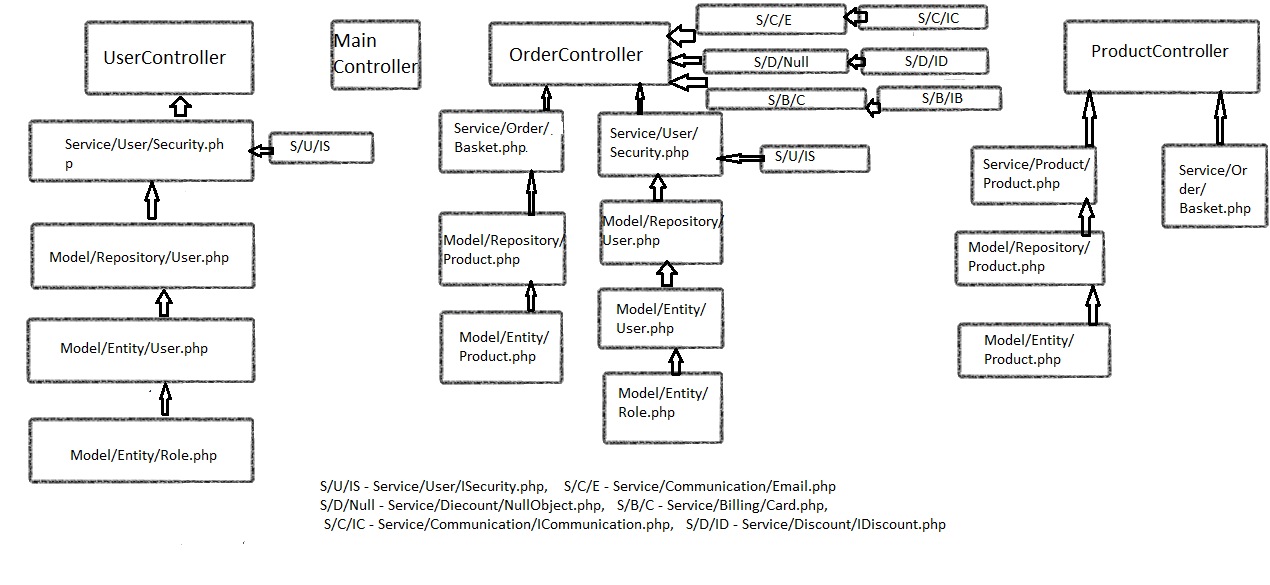 UserController
Service/User/Security.ph
p
S/U/IS
Model/Repository/User.php
Model/Entity/User.php
Model/Entity/Role.php
Main
Controller
OrderController
S/C/E
S/C/IC
S/D/Null
S/D/ID
S/B/C
S/B/IB
Service/Order/
Basket.php
Model/Repository/
Product.php
Model/Entity/
Product.php
Service/User/
Security.php
S/U/IS
Model/Repository/
User.php
Model/Entity/
User.php
Model/Entity/
Role.php
ProductController
Service/Product/
Product.php
Model/Repository/
Product.php
Model/Entity/
Product.php
Service/Or
der/
Basket.php
S/U/IS - Service/User/ISecurity.php, S/C/E - Service/Communication/Email.php
S/D/Null - Service/Diecount/NullObject.php, S/B/C - Service/Billing/Card.php,
S/C/IC - Service/Communication/ICommunication.php, S/D/ID - Service/Discount/IDiscount.php